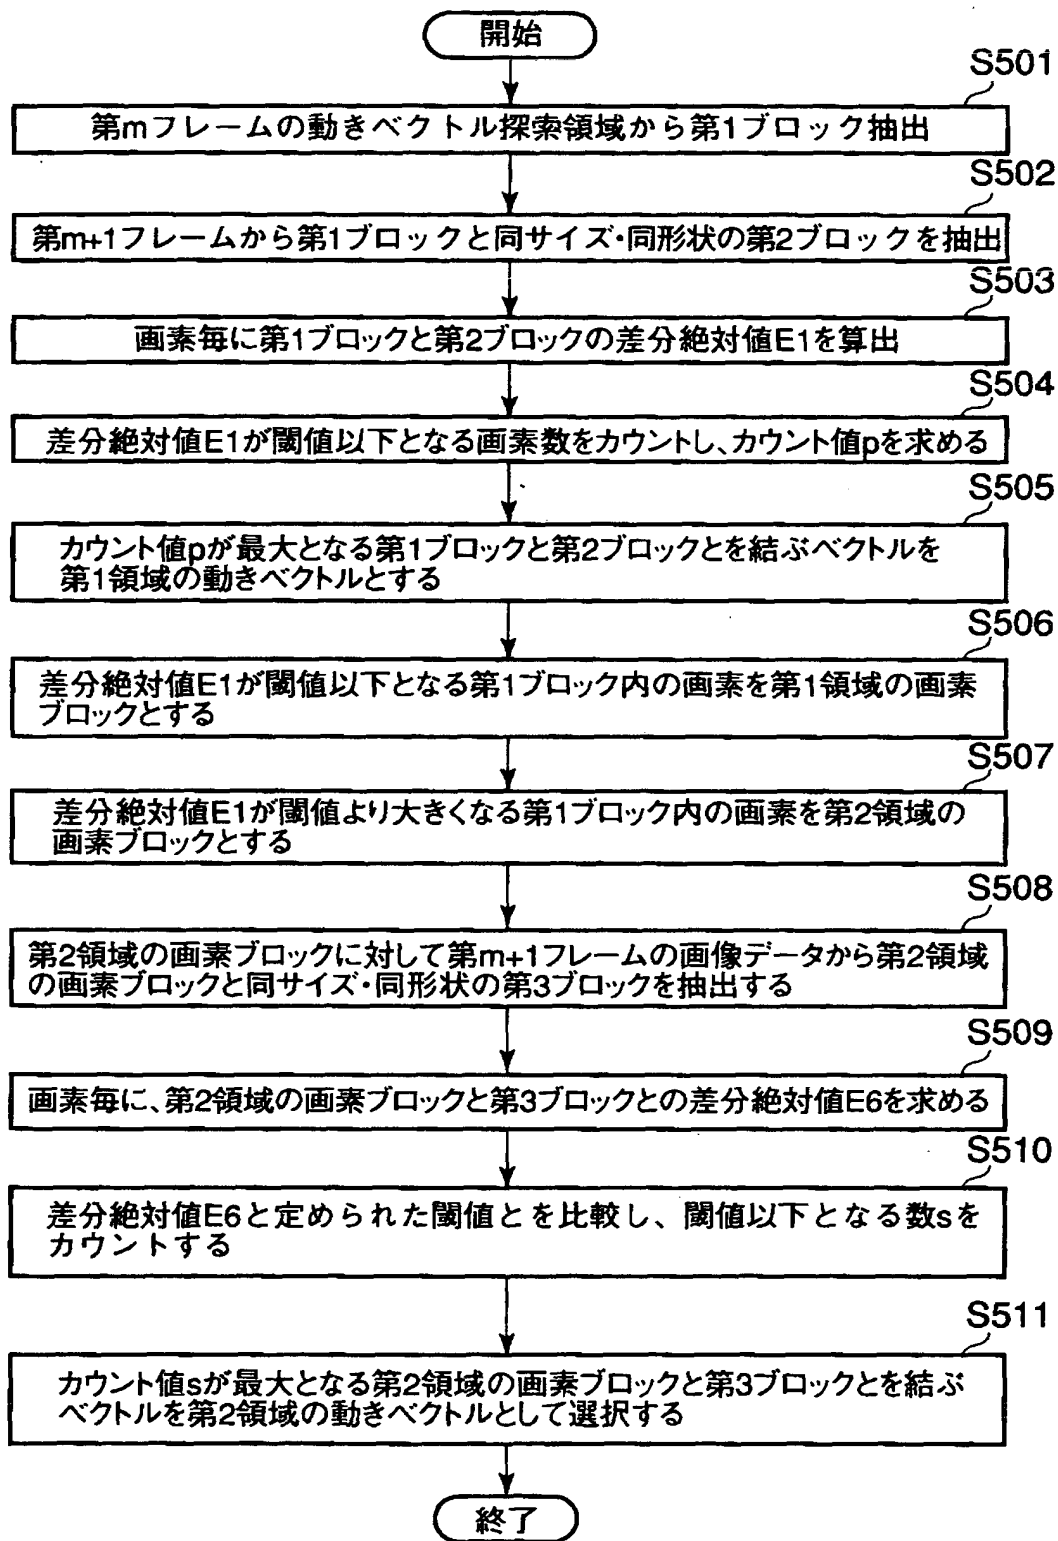 開始
S501
第mフレームの動きベクトル探索領域から第1ブロック抽出
S502
第m+1フレームから第1ブロックと同サイズ・同形状の第2ブロックを抽出
S503
画素毎に第1ブロックと第2ブロックの差分絶対値E1を算出
S504
差分絶対値E1が閾値以下となる画素数をカウントし、カウント値pを求める
S505
カウント値pが最大となる第1ブロックと第2ブロックとを結ぶベクトルを
第1領域の動きベクトルとする
S506
差分絶対値E1が閾値以下となる第1ブロック内の画素を第1領域の画素
ブロックとする
S507
差分絶対値E1が閾値より大きくなる第1ブロック内の画素を第2領域の
画素ブロックとする
S508
第2領域の画素ブロックに対して第m+1フレームの画像データから第2領域
の画素ブロックと同サイズ・同形状の第3ブロックを抽出する
S509
画素毎に、第2領域の画素ブロックと第3ブロックとの差分絶対値E6を求める
S510
差分絶対値E6と定められた閾値とを比較し、閾値以下となる数sを
カウントする
S511
カウント値sが最大となる第2領域の画素ブロックと第3ブロックとを結ぶ
ベクトルを第2領域の動きベクトルとして選択する
終了